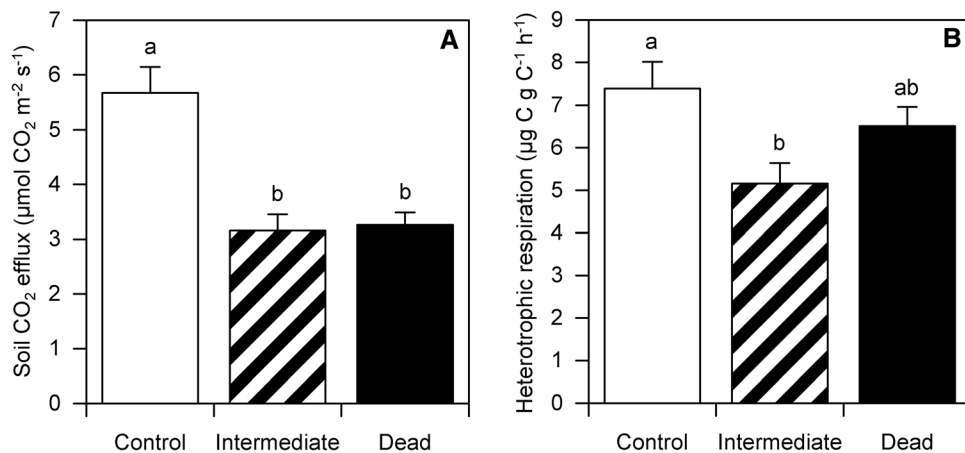 A
Soil CO₂ efflux (µmol CO₂ m⁻² s⁻¹)
7
6
5
4
3
2
1
0
a
b
b
Control Intermediate Dead
B
Heterotrophic respiration (µg C g C⁻¹ h⁻¹)
9
8
7
6
5
4
3
2
1
0
a
b
ab
Control Intermediate Dead